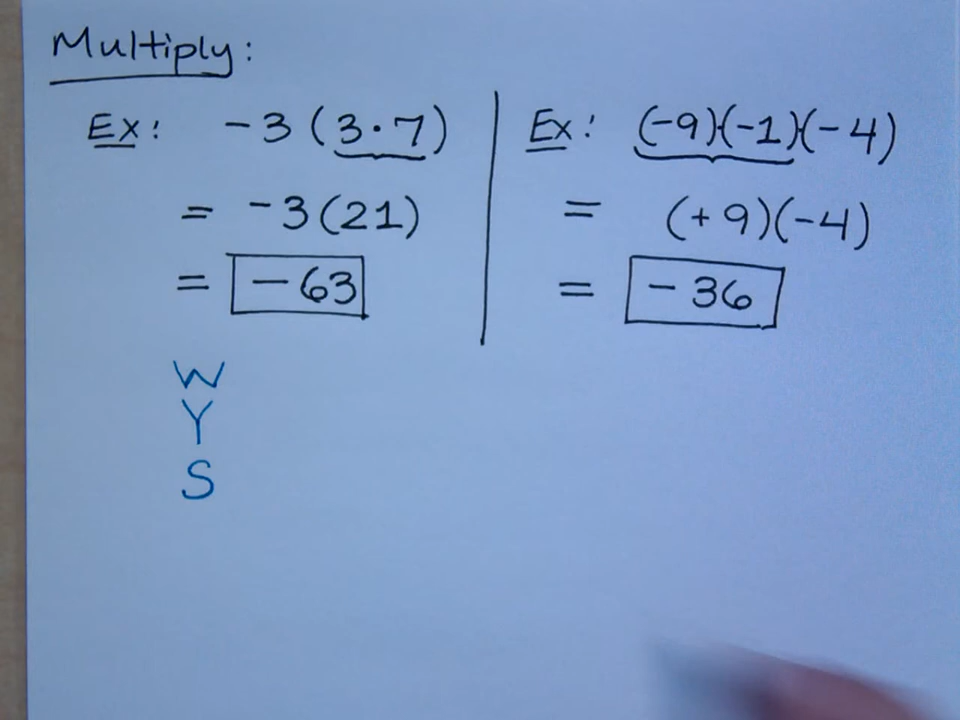 Multiply:
Ex: -3 (3 · 7)
= -3(21)
= -63
Ex: (-9)(-1)(-4)
= (+9)(-4)
= -36
W
Y
S